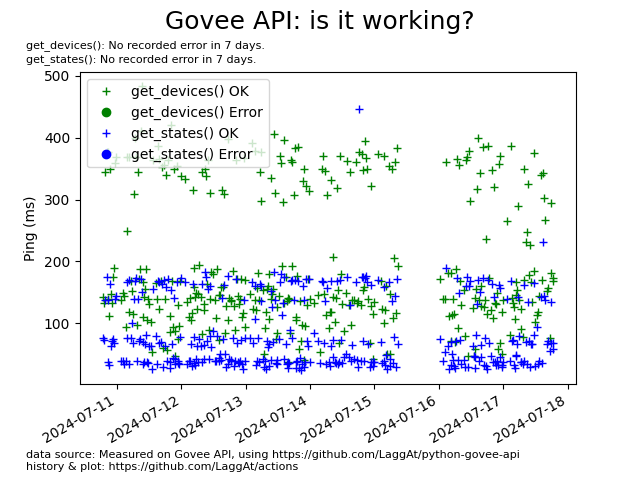 Govee API: is it working?
get_devices(): No recorded error in 7 days.
get_states(): No recorded error in 7 days.
500
400
300
200
100
Ping (ms)
get_devices() OK
get_devices() Error
get_states() OK
get_states() Error
2024-07-11
2024-07-12
2024-07-13
2024-07-14
2024-07-15
2024-07-16
2024-07-17
2024-07-18
data source: Measured on Govee API, using https://github.com/LaggAt/python-govee-api
history & plot: https://github.com/LaggAt/actions